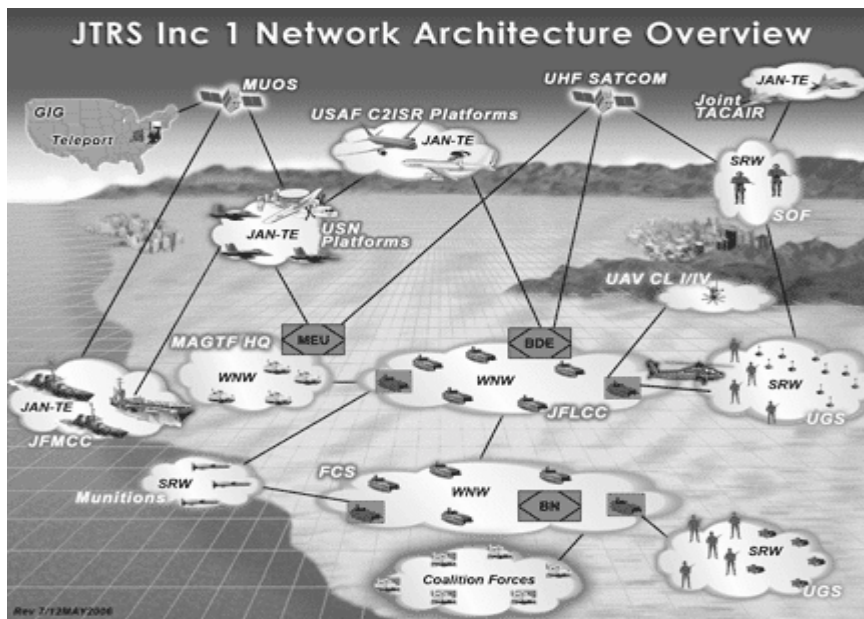 JTRS Inc 1 Network Architecture Overview
MUOS
UHF SATCOM
JAN-TE
GIG
Teleport
USAF C2ISR Platforms
Joint
TACAIR
JAN-TE
SRW
JAN-TE
USN
Platforms
SOF
UAV CL I/IV
MAGTF HQ
MEU
BDE
WNW
WNW
SRW
JAN-TE
JFLCC
UGS
JFMCC
FCS
SRW
WNW
Munitions
BN
SRW
Coalition Forces
UGS
Rev 7/12MAY2006